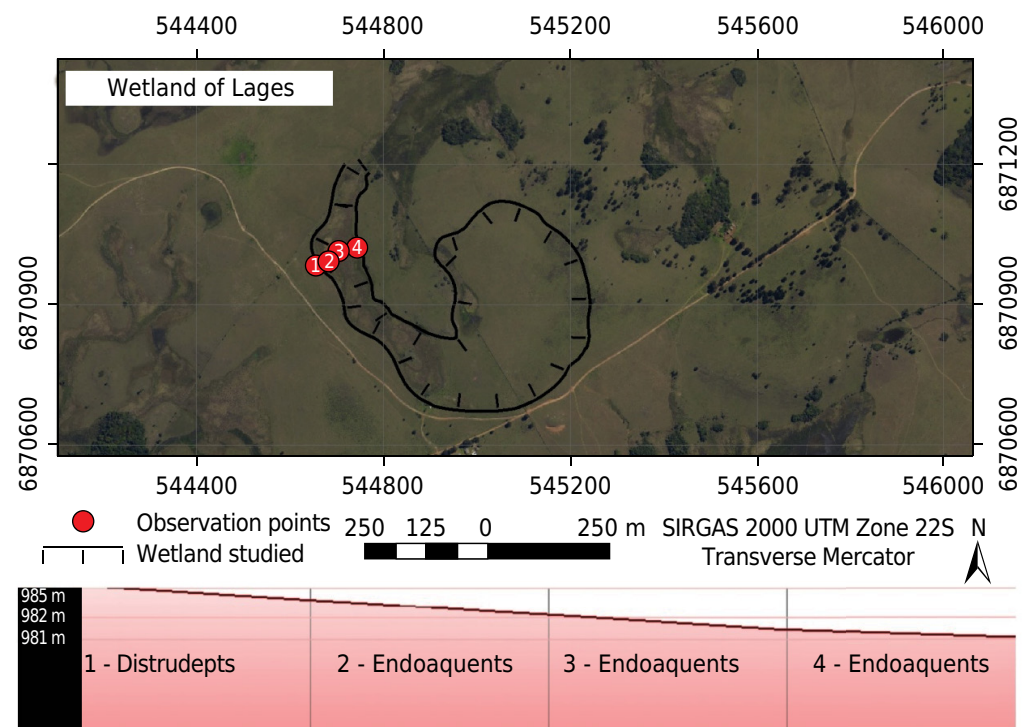 544400 544800 545200 545600 546000
Wetland of Lages
6871200
6870900
6870600
6871200
6870900
6870600
1 2 3 4
544400 544800 545200 545600 546000
Observation points
Wetland studied
250 125 0 250 m
SIRGAS 2000 UTM Zone 22S
Transverse Mercator
N
985 m
982 m
981 m
1 - Distrudepts
2 - Endoaquents
3 - Endoaquents
4 - Endoaquents